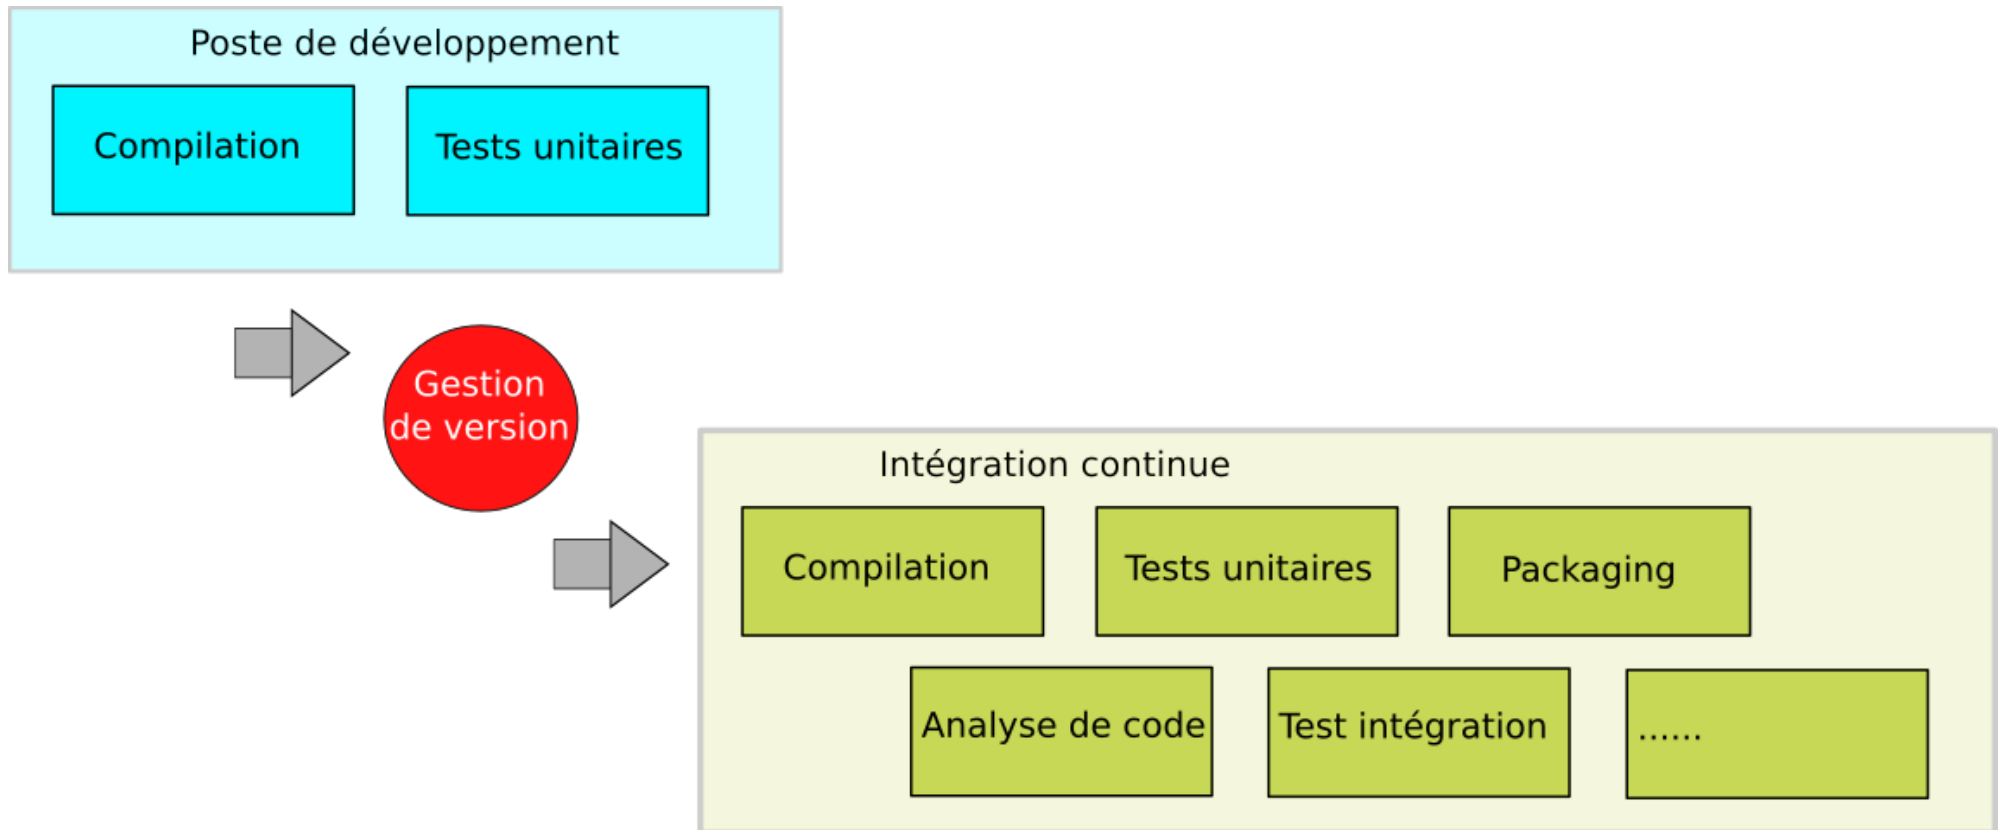 Poste de développement
Compilation
Tests unitaires
Gestion
de version
Intégration continue
Compilation
Tests unitaires
Packaging
Analyse de code
Test intégration
......